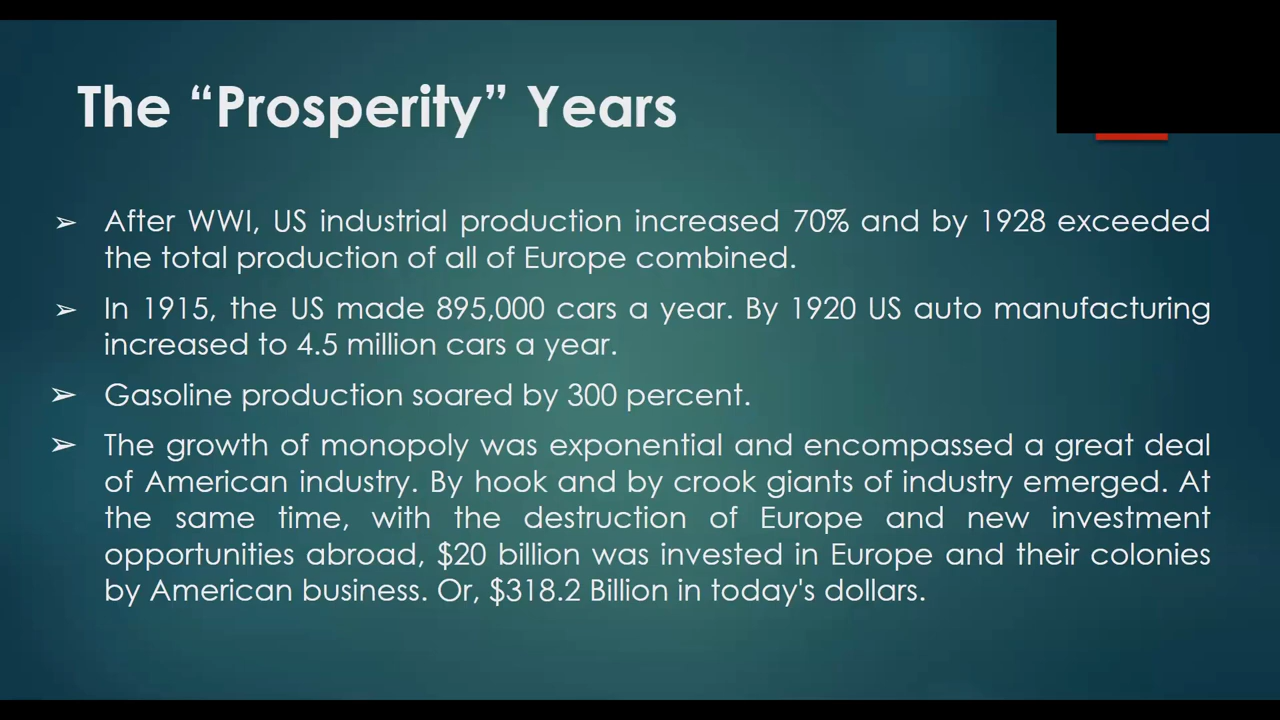 The “Prosperity” Years
➢ After WWI, US industrial production increased 70% and by 1928 exceeded
the total production of all of Europe combined.
➢ In 1915, the US made 895,000 cars a year. By 1920 US auto manufacturing
increased to 4.5 million cars a year.
➢ Gasoline production soared by 300 percent.
➢ The growth of monopoly was exponential and encompassed a great deal
of American industry. By hook and by crook giants of industry emerged. At
the same time, with the destruction of Europe and new investment
opportunities abroad, $20 billion was invested in Europe and their colonies
by American business. Or, $318.2 Billion in today's dollars.